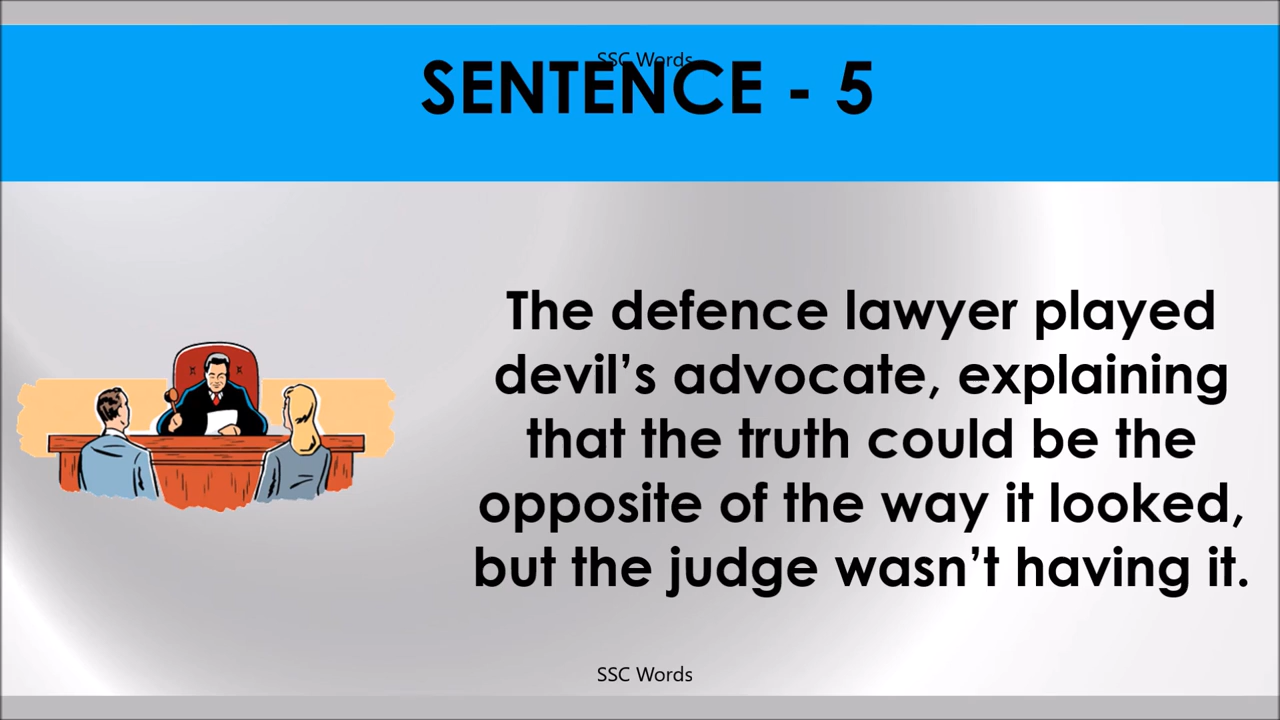 SSC Words
SENTENCE - 5
The defence lawyer played
devil’s advocate, explaining
that the truth could be the
opposite of the way it looked,
but the judge wasn’t having it.
SSC Words